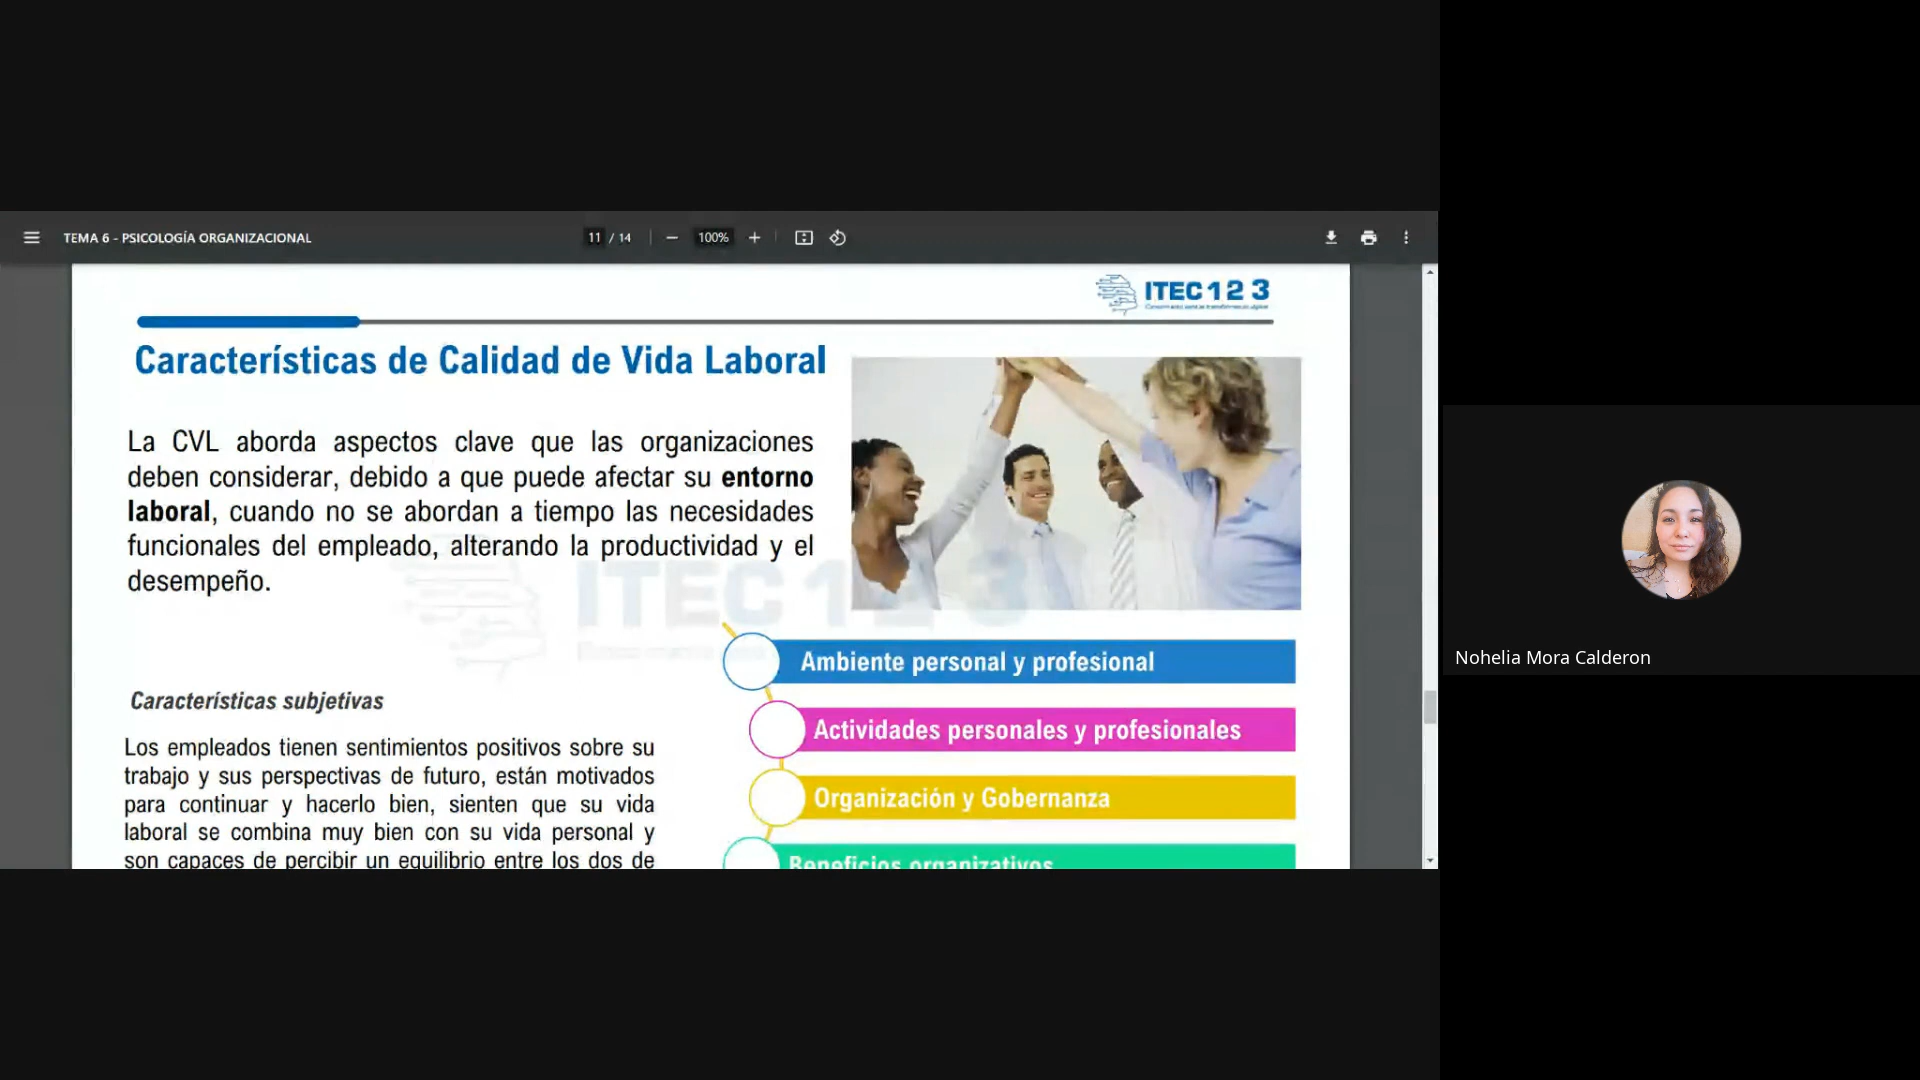 TEMA 6 - PSICOLOGÍA ORGANIZACIONAL
11 / 14
100%
ITEC 1 2 3
Características de Calidad de Vida Laboral
La CVL aborda aspectos clave que las organizaciones
deben considerar, debido a que puede afectar su entorno
laboral, cuando no se abordan a tiempo las necesidades
funcionales del empleado, alterando la productividad y el
desempeño.
ITEC 1 2 3
Ambiente personal y profesional
Actividades personales y profesionales
Organización y Gobernanza
Beneficios organizativos
Características subjetivas
Los empleados tienen sentimientos positivos sobre su
trabajo y sus perspectivas de futuro, están motivados
para continuar y hacerlo bien, sienten que su vida
laboral se combina muy bien con su vida personal y
son capaces de percibir un equilibrio entre los dos de
Nohelia Mora Calderon